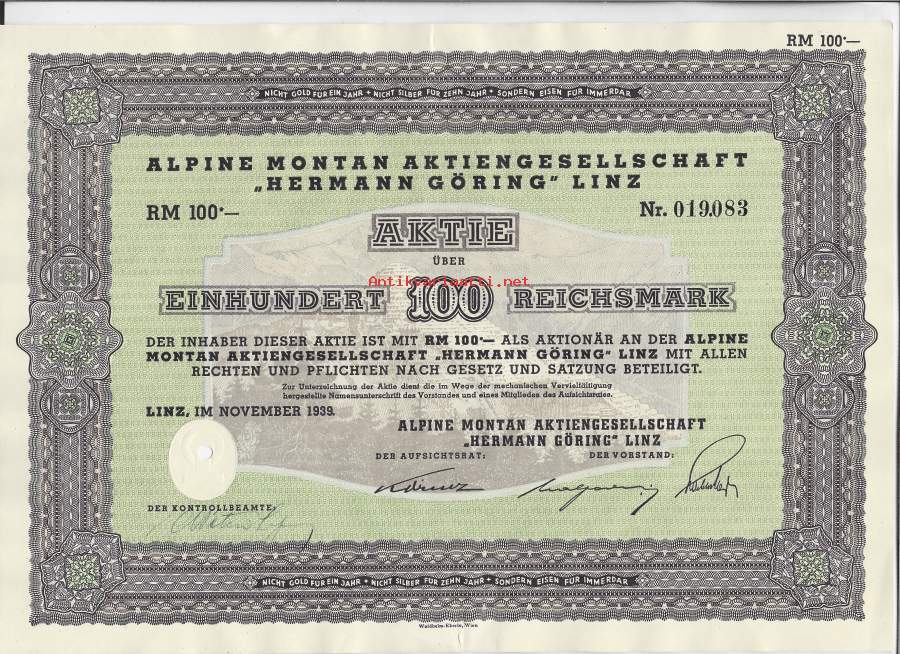 RM 100·—
NICHT GOLD FÜR EIN JAHR + NICHT SILBER FÜR ZEHN JAHR + SONDERN EISEN FÜR IMMERDAR
ALPINE MONTAN AKTIENGESELLSCHAFT
„HERMANN GÖRING" LINZ
RM 100·— Nr. 019.083
AKTIE
ÜBER
Antikvariaatti.net
EINHUNDERT 100 REICHSMARK
DER INHABER DIESER AKTIE IST MIT RM 100·— ALS AKTIONÄR AN DER ALPINE
MONTAN AKTIENGESELLSCHAFT „HERMANN GÖRING" LINZ MIT ALLEN
RECHTEN UND PFLICHTEN NACH GESETZ UND SATZUNG BETEILIGT.
Zur Unterzeichnung der Aktie dient die im Wege der mechanischen Vervielfältigung
hergestellte Namensunterschrift des Vorstandes und eines Mitgliedes des Aufsichtsrates.
LINZ, IM NOVEMBER 1939.
ALPINE MONTAN AKTIENGESELLSCHAFT
„HERMANN GÖRING" LINZ
DER AUFSICHTSRAT: DER VORSTAND:
DER KONTROLLBEAMTE:
NICHT GOLD FÜR EIN JAHR + NICHT SILBER FÜR ZEHN JAHR + SONDERN EISEN FÜR IMMERDAR
Waldheim-Eberle, Wien